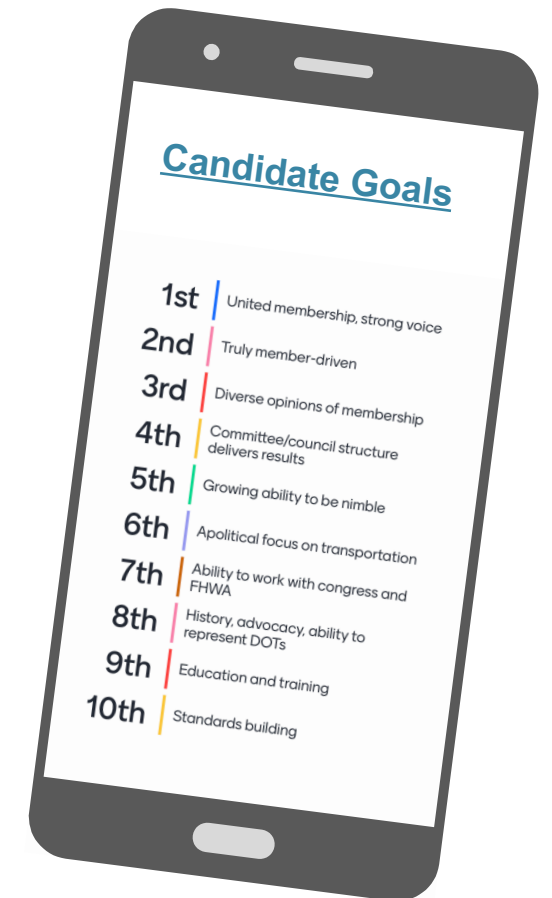 Candidate Goals
1st United membership, strong voice
2nd Truly member-driven
3rd Diverse opinions of membership
4th Committee/council structure
delivers results
5th Growing ability to be nimble
6th Apolitical focus on transportation
7th Ability to work with congress and
FHWA
8th History, advocacy, ability to
represent DOTs
9th Education and training
10th Standards building